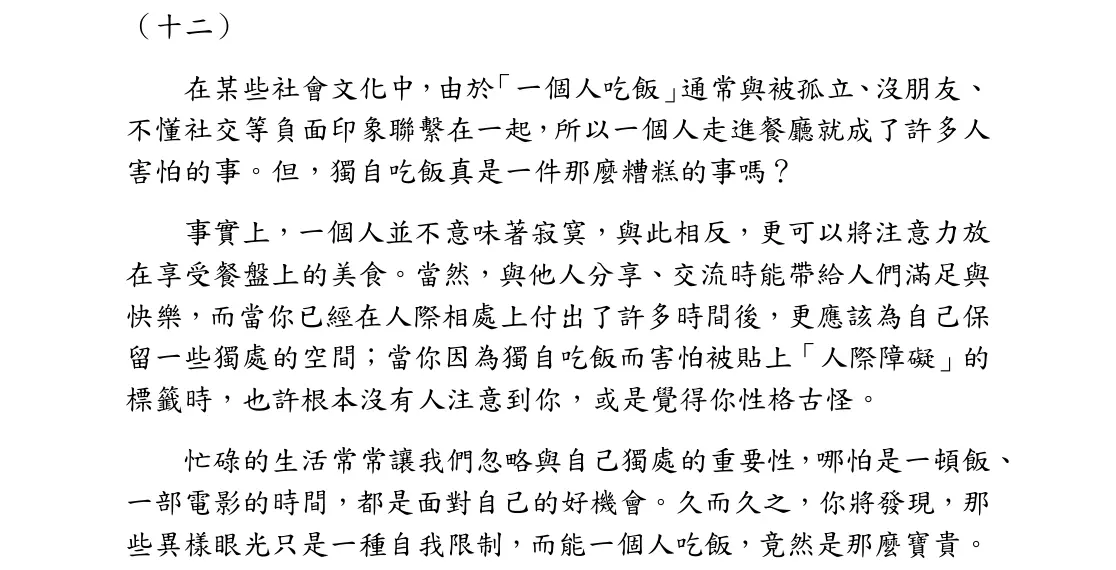 （十二）
在某些社會文化中，由於「一個人吃飯」通常與被孤立、沒朋友、
不懂社交等負面印象聯繫在一起，所以一個人走進餐廳就成了許多人
害怕的事。但，獨自吃飯真是一件那麼糟糕的事嗎？
事實上，一個人並不意味著寂寞，與此相反，更可以將注意力放
在享受餐盤上的美食。當然，與他人分享、交流時能帶給人們滿足與
快樂，而當你已經在人際相處上付出了許多時間後，更應該為自己保
留一些獨處的空間；當你因為獨自吃飯而害怕被貼上「人際障礙」的
標籤時，也許根本沒有人注意到你，或是覺得你性格古怪。
忙碌的生活常常讓我們忽略與自己獨處的重要性，哪怕是一頓飯、
一部電影的時間，都是面對自己的好機會。久而久之，你將發現，那
些異樣眼光只是一種自我限制，而能一個人吃飯，竟然是那麼寶貴。